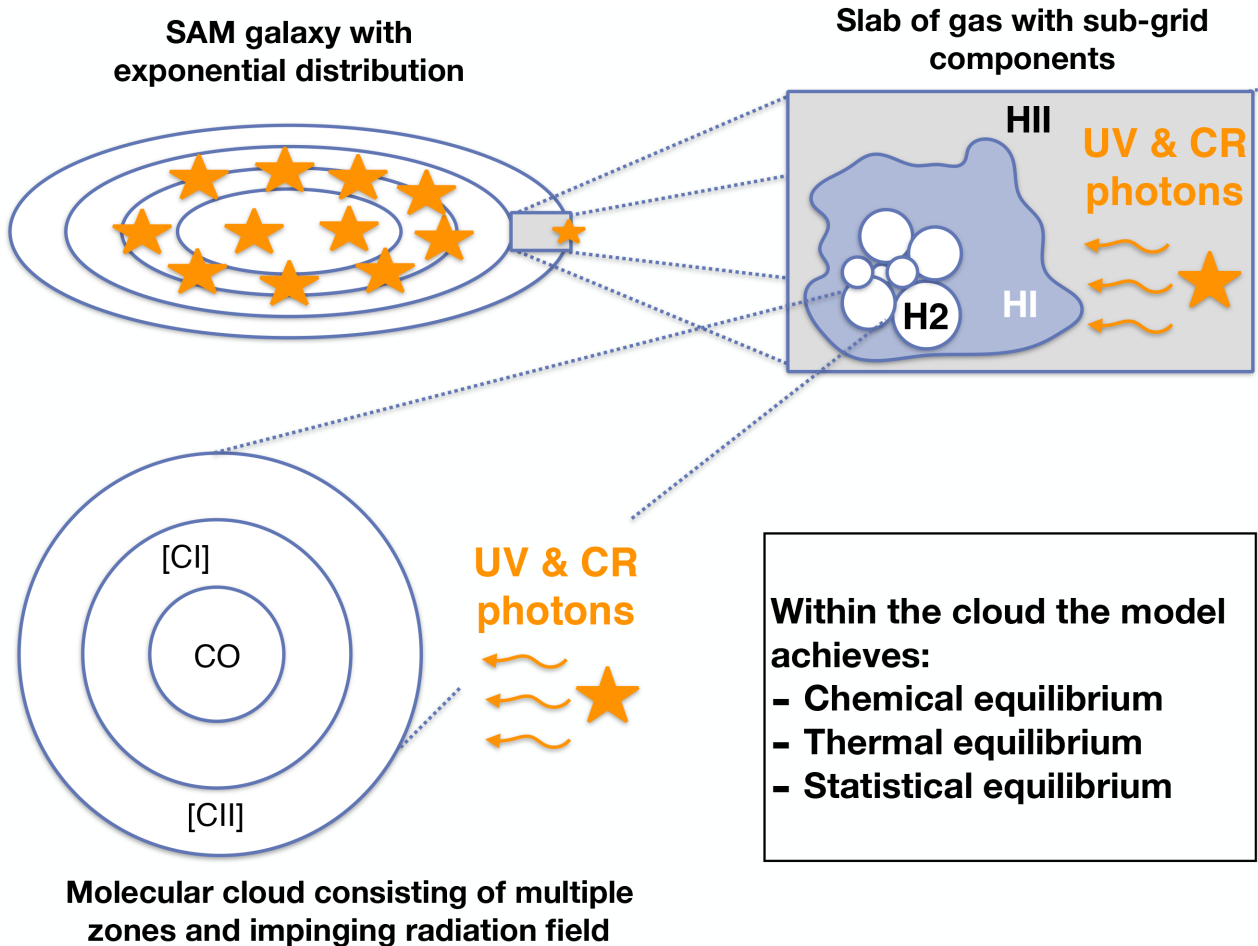 SAM galaxy with
exponential distribution
Slab of gas with sub-grid
components
HII
UV & CR
photons
HI
H2
[CI]
CO
[CII]
UV & CR
photons
Within the cloud the model
achieves:
- Chemical equilibrium
- Thermal equilibrium
- Statistical equilibrium
Molecular cloud consisting of multiple
zones and impinging radiation field